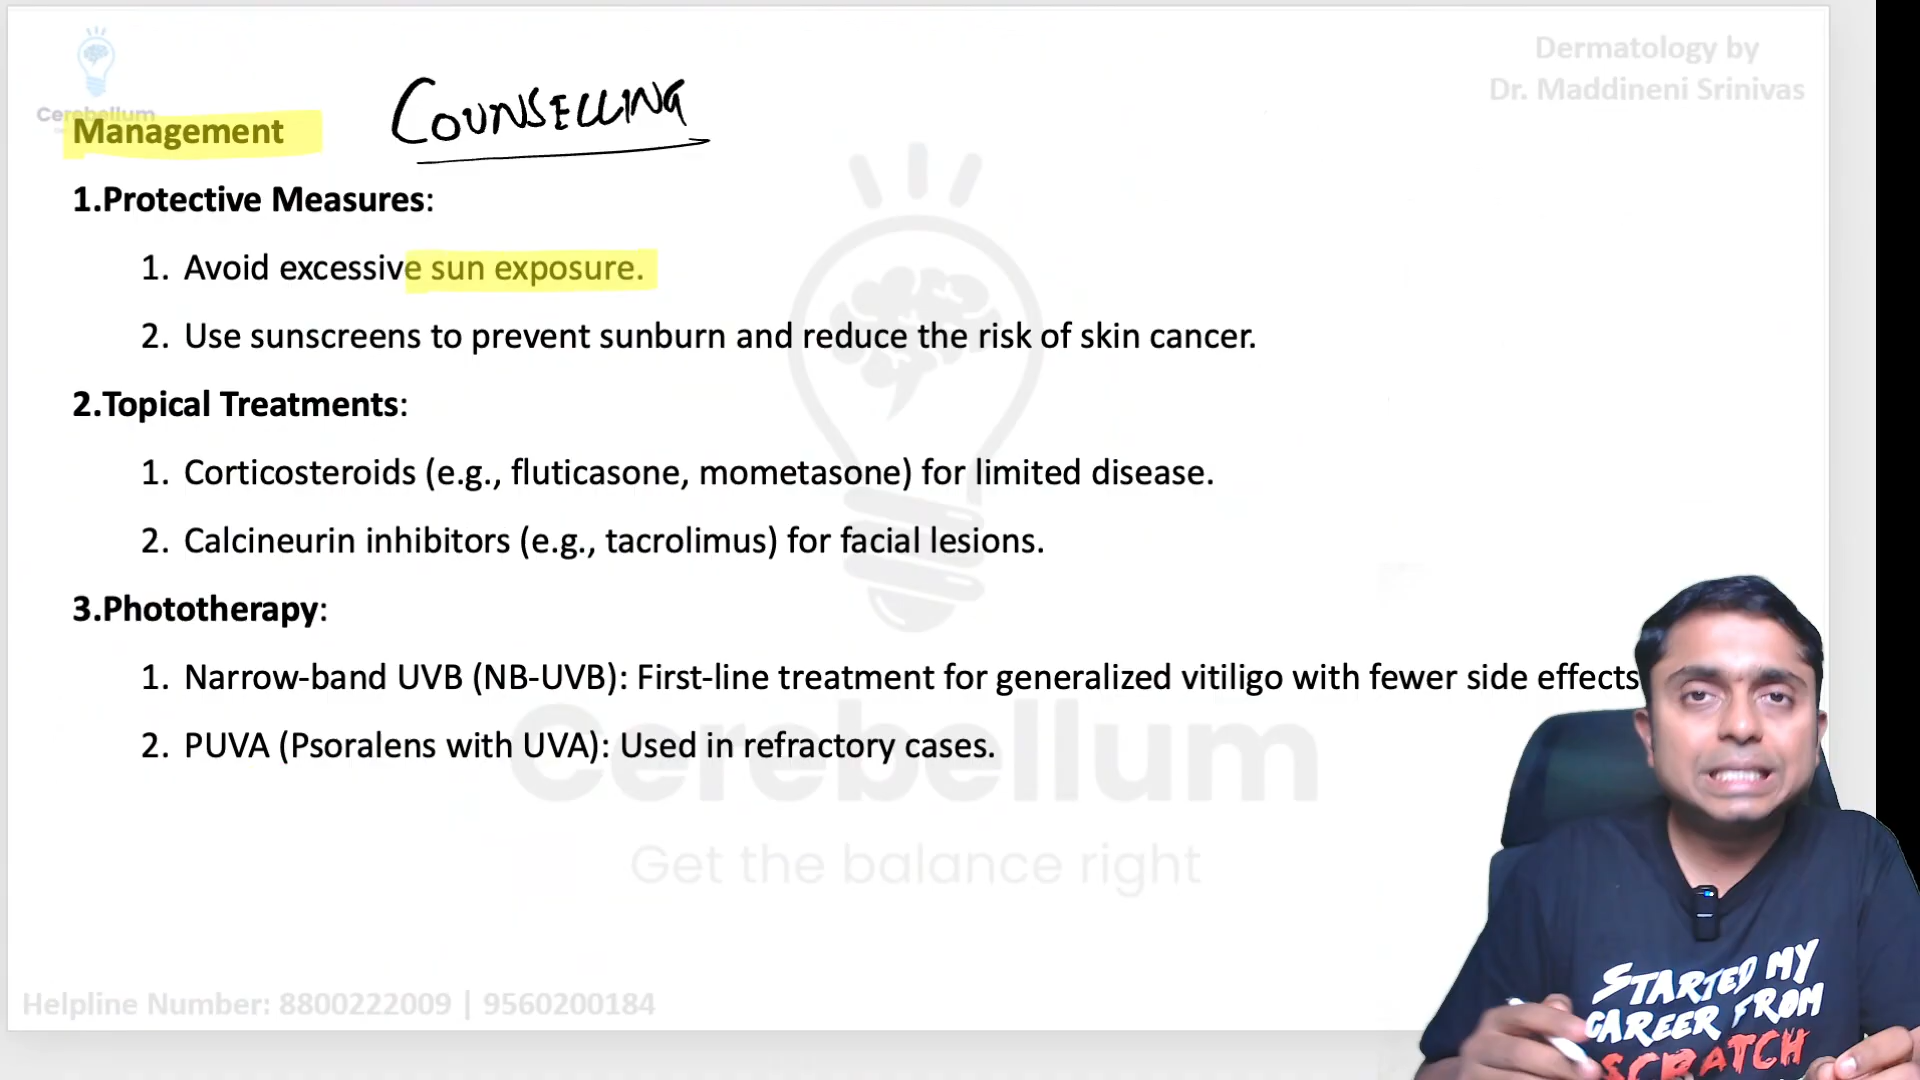 Dermatology by
Dr. Maddineni Srinivas
Cerebellum
Management
COUNSELLING
1.Protective Measures:
1. Avoid excessive sun exposure.
2. Use sunscreens to prevent sunburn and reduce the risk of skin cancer.
2.Topical Treatments:
1. Corticosteroids (e.g., fluticasone, mometasone) for limited disease.
2. Calcineurin inhibitors (e.g., tacrolimus) for facial lesions.
3.Phototherapy:
1. Narrow-band UVB (NB-UVB): First-line treatment for generalized vitiligo with fewer side effects
2. PUVA (Psoralens with UVA): Used in refractory cases.
Cerebellum
Get the balance right
STARTED MY
CAREER FROM
SCRATCH
Helpline Number: 8800222009 | 9560200184